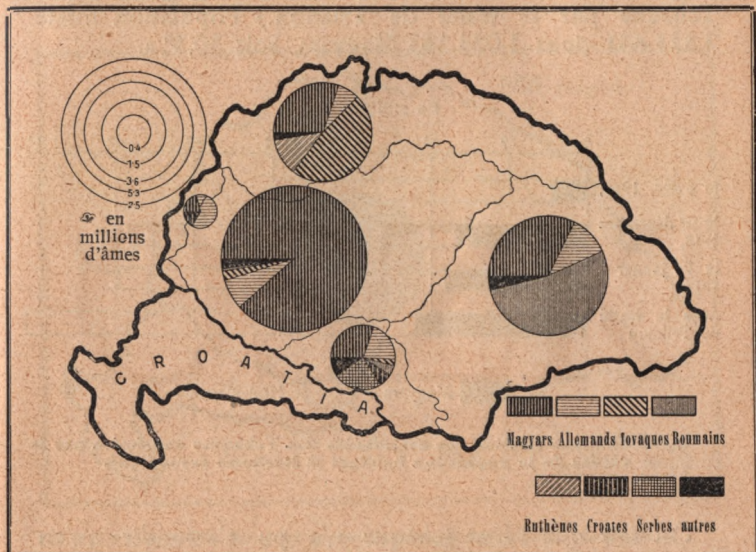 0.4
1.5
3.6
5.3
7.5
☞ en
millions
d'âmes
CROATIA
Magyars Allemands lovaques Roumains
Ruthènes Croates Serbes autres